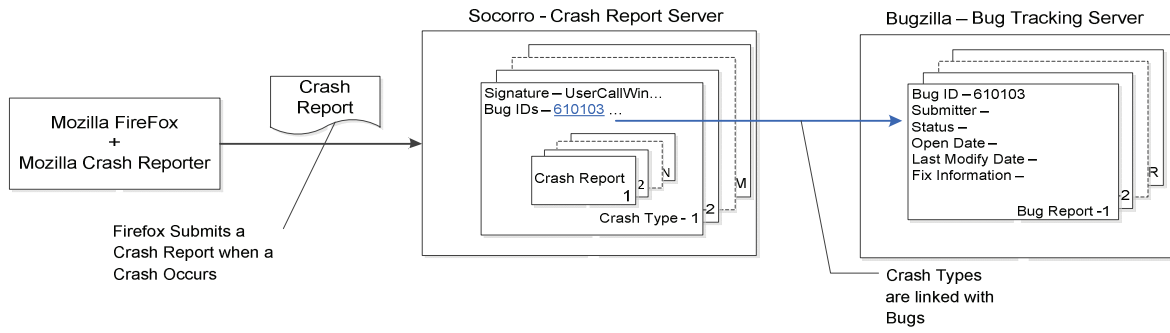 Socorro - Crash Report Server
Bugzilla – Bug Tracking Server
Mozilla FireFox
+
Mozilla Crash Reporter
Crash
Report
Firefox Submits a
Crash Report when a
Crash Occurs
Signature – UserCallWin...
Bug IDs – 610103 ...
Crash Report
1
2
N
Crash Type - 1
-2
M
Bug ID – 610103
Submitter –
Status –
Open Date –
Last Modify Date –
Fix Information –
Bug Report -1
-2
R
Crash Types
are linked with
Bugs